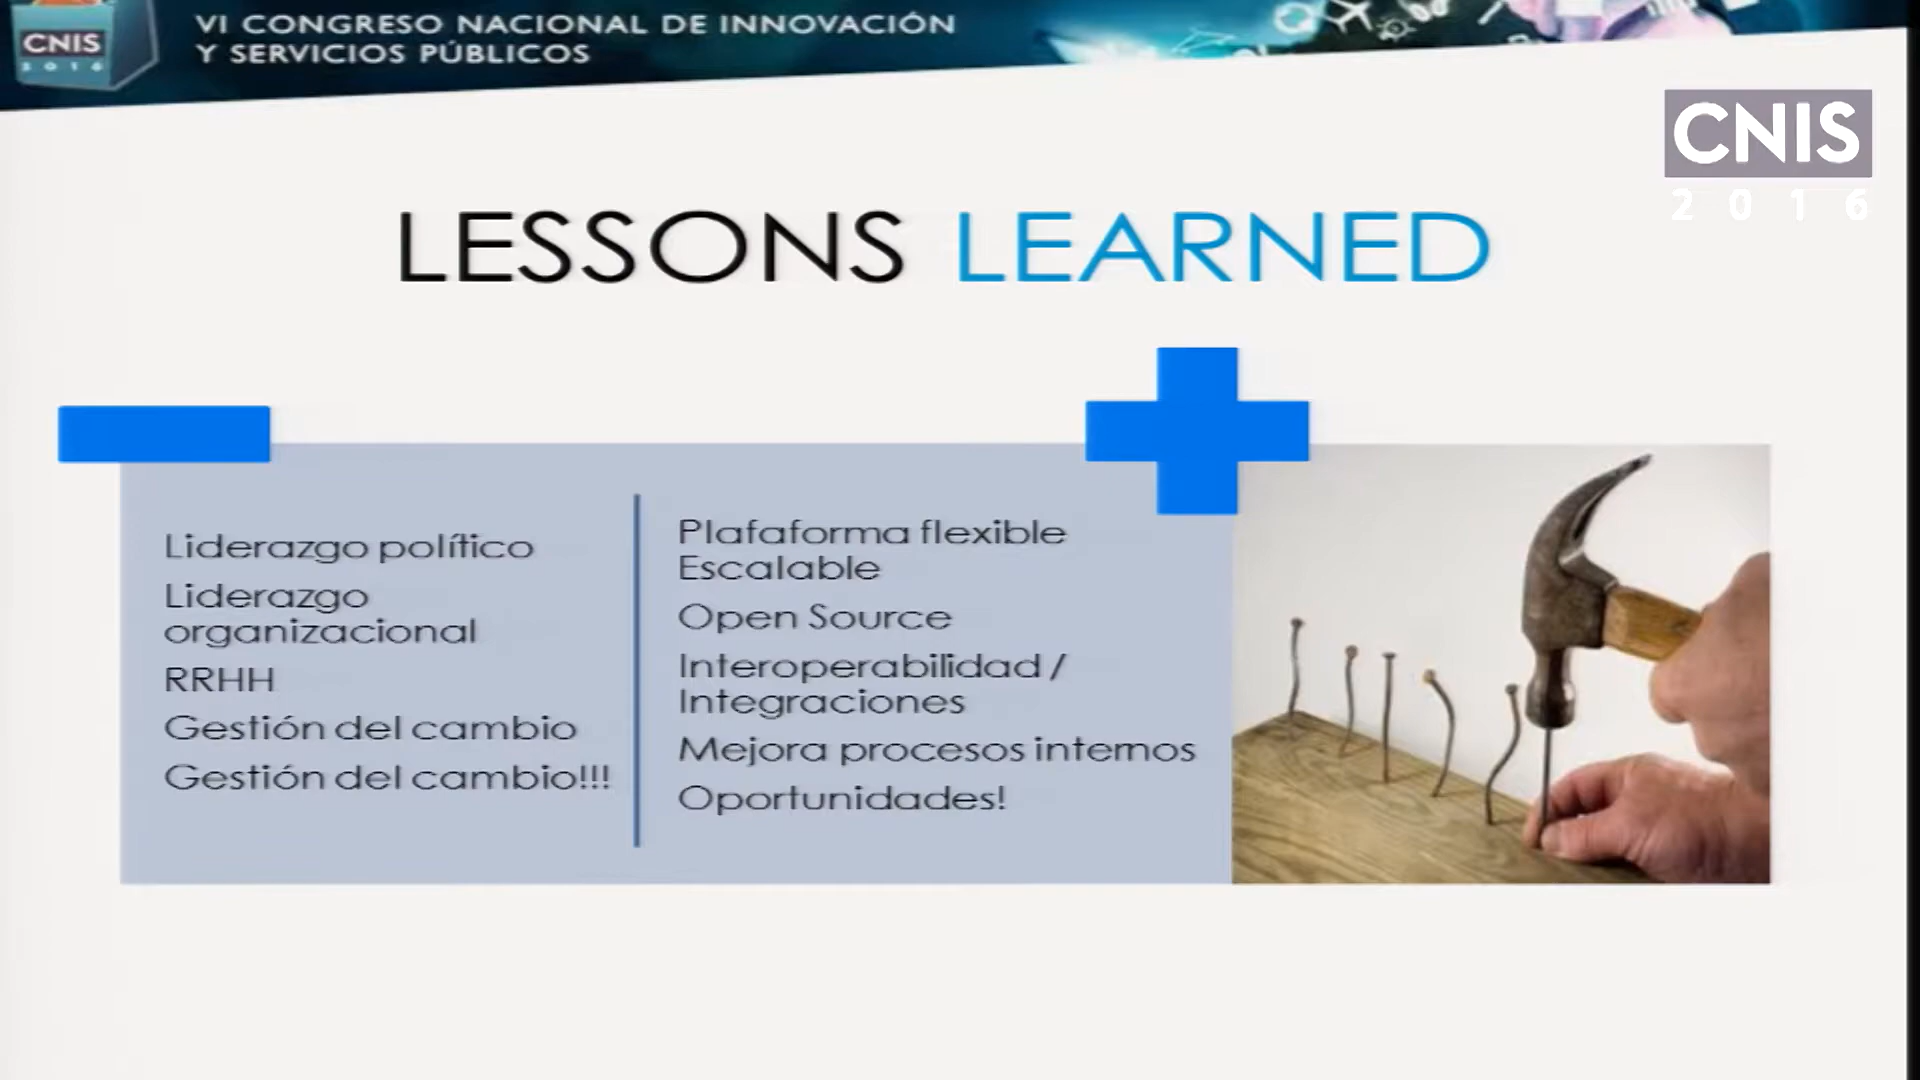 VI CONGRESO NACIONAL DE INNOVACIÓN
Y SERVICIOS PÚBLICOS
CNIS
2016
CNIS
2016
LESSONS LEARNED
Liderazgo político
Liderazgo
organizacional
RRHH
Gestión del cambio
Gestión del cambio!!!
Plafaforma flexible
Escalable
Open Source
Interoperabilidad /
Integraciones
Mejora procesos internos
Oportunidades!